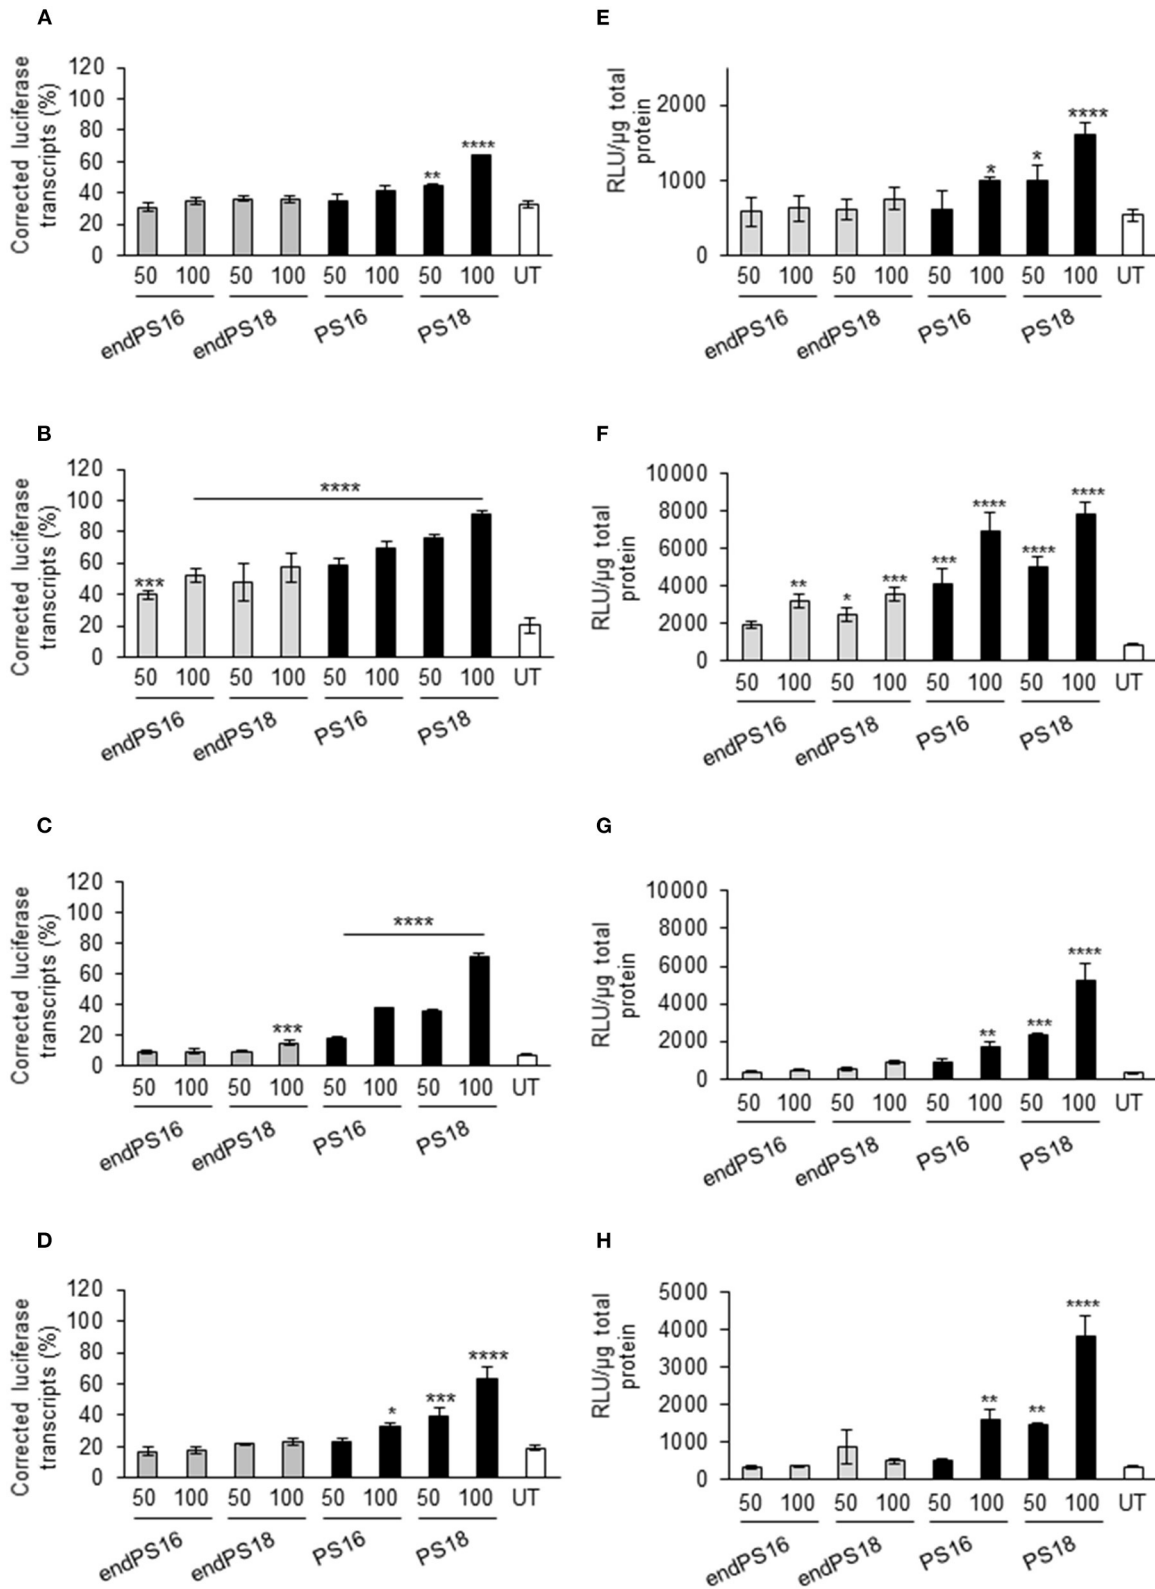 A
Corrected luciferase
transcripts (%)
120
100
80
60
40
20
0
**
****
50 100 50 100 50 100 50 100 UT
endPS16 endPS18 PS16 PS18
E
RLU/µg total
protein
2000
1000
0
*
*
****
50 100 50 100 50 100 50 100 UT
endPS16 endPS18 PS16 PS18
B
Corrected luciferase
transcripts (%)
120
100
80
60
40
20
0
***
****
50 100 50 100 50 100 50 100 UT
endPS16 endPS18 PS16 PS18
F
RLU/µg total
protein
10000
8000
6000
4000
2000
0
**
*
***
***
****
****
****
50 100 50 100 50 100 50 100 UT
endPS16 endPS18 PS16 PS18
C
Corrected luciferase
transcripts (%)
120
100
80
60
40
20
0
***
****
50 100 50 100 50 100 50 100 UT
endPS16 endPS18 PS16 PS18
G
RLU/µg total
protein
10000
8000
6000
4000
2000
0
**
***
****
50 100 50 100 50 100 50 100 UT
endPS16 endPS18 PS16 PS18
D
Corrected luciferase
transcripts (%)
120
100
80
60
40
20
0
*
***
****
50 100 50 100 50 100 50 100 UT
endPS16 endPS18 PS16 PS18
H
RLU/µg total
protein
5000
4000
3000
2000
1000
0
**
**
****
50 100 50 100 50 100 50 100 UT
endPS16 endPS18 PS16 PS18